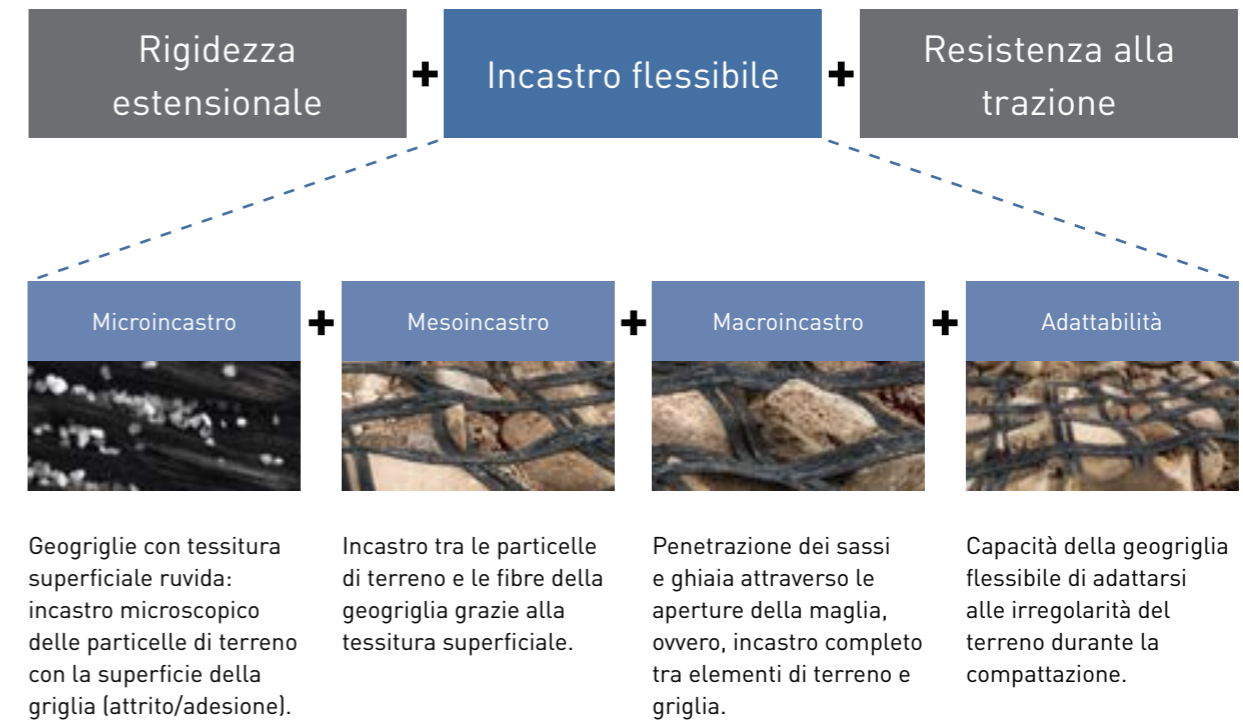 Rigidezza
estensionale
+
Incastro flessibile
+
Resistenza alla
trazione
Microincastro
+
Mesoincastro
+
Macroincastro
+
Adattabilità
Geogriglie con tessitura
superficiale ruvida:
incastro microscopico
delle particelle di terreno
con la superficie della
griglia (attrito/adesione).
Incastro tra le particelle
di terreno e le fibre della
geogriglia grazie alla
tessitura superficiale.
Penetrazione dei sassi
e ghiaia attraverso le
aperture della maglia,
ovvero, incastro completo
tra elementi di terreno e
griglia.
Capacità della geogriglia
flessibile di adattarsi
alle irregolarità del
terreno durante la
compattazione.